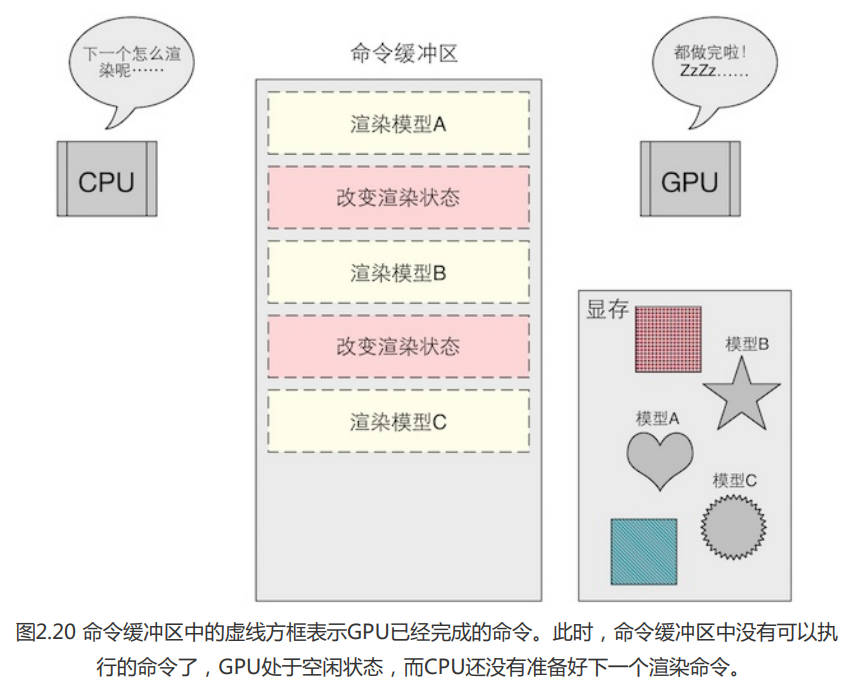 下一个怎么渲
染呢……
CPU
命令缓冲区
渲染模型A
改变渲染状态
渲染模型B
改变渲染状态
渲染模型C
都做完啦！
ZzZz……
GPU
显存
模型B
模型A
模型C
图2.20 命令缓冲区中的虚线方框表示GPU已经完成的命令。此时，命令缓冲区中没有可以执
行的命令了，GPU处于空闲状态，而CPU还没有准备好下一个渲染命令。